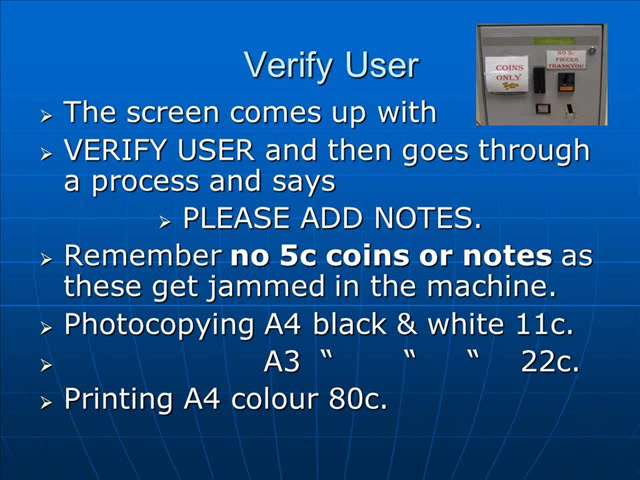 Verify User
COINS
ONLY
NO 5c
PIECES
THANKYOU
The screen comes up with
VERIFY USER and then goes through
a process and says
PLEASE ADD NOTES.
Remember no 5c coins or notes as
these get jammed in the machine.
Photocopying A4 black & white 11c.
A3 “ “ “ 22c.
Printing A4 colour 80c.